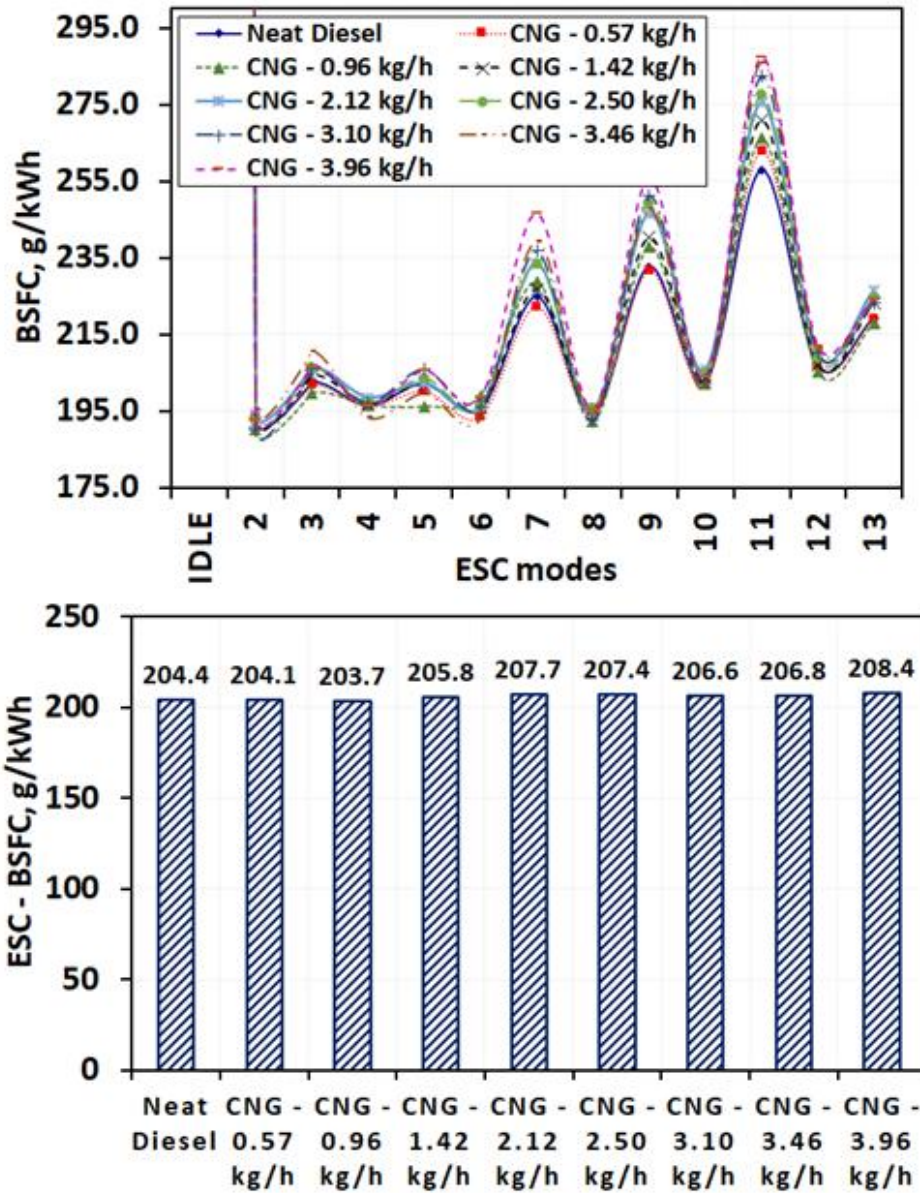 295.0
275.0
255.0
235.0
215.0
195.0
175.0
BSFC, g/kWh
Neat Diesel
CNG - 0.57 kg/h
CNG - 0.96 kg/h
CNG - 1.42 kg/h
CNG - 2.12 kg/h
CNG - 2.50 kg/h
CNG - 3.10 kg/h
CNG - 3.46 kg/h
CNG - 3.96 kg/h
IDLE 2 3 4 5 6 7 8 9 10 11 12 13
ESC modes
250
200
150
100
50
0
ESC - BSFC, g/kWh
204.4 204.1 203.7 205.8 207.7 207.4 206.6 206.8 208.4
Neat CNG - CNG - CNG - CNG - CNG - CNG - CNG - CNG -
Diesel 0.57 0.96 1.42 2.12 2.50 3.10 3.46 3.96
kg/h kg/h kg/h kg/h kg/h kg/h kg/h kg/h